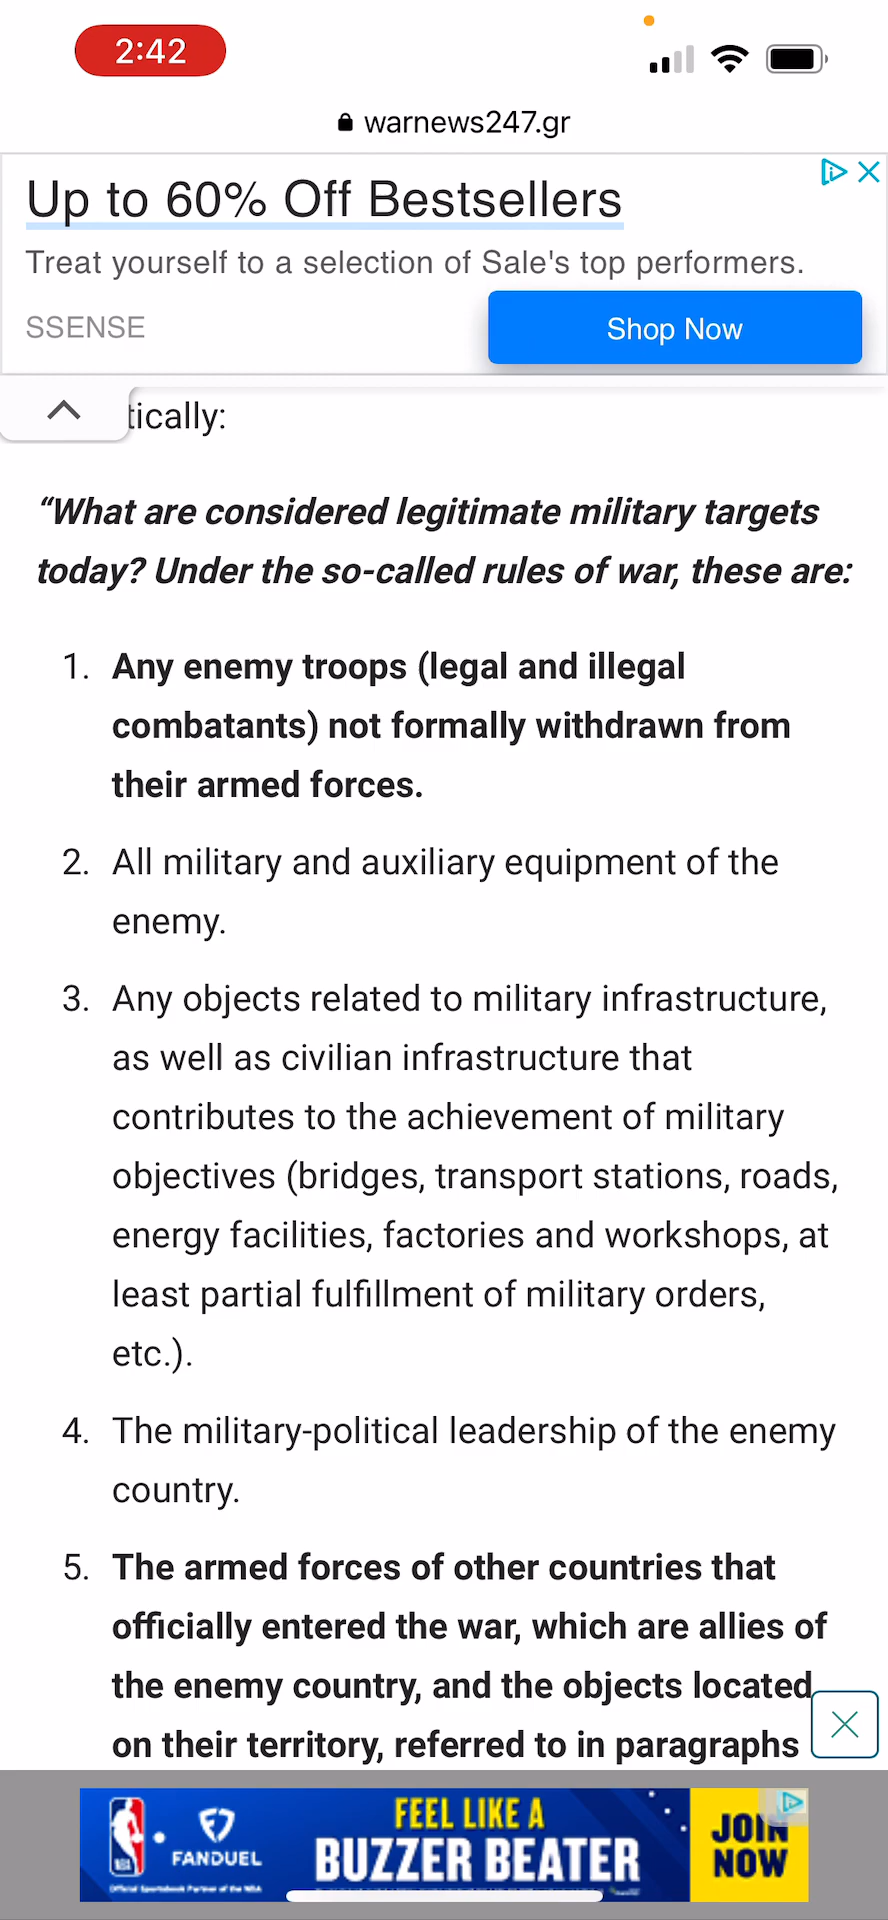 2:42
warnews247.gr
Up to 60% Off Bestsellers
Treat yourself to a selection of Sale's top performers.
SSENSE
Shop Now
tically:
“What are considered legitimate military targets
today? Under the so-called rules of war, these are:
1. Any enemy troops (legal and illegal
combatants) not formally withdrawn from
their armed forces.
2. All military and auxiliary equipment of the
enemy.
3. Any objects related to military infrastructure,
as well as civilian infrastructure that
contributes to the achievement of military
objectives (bridges, transport stations, roads,
energy facilities, factories and workshops, at
least partial fulfillment of military orders,
etc.).
4. The military-political leadership of the enemy
country.
5. The armed forces of other countries that
officially entered the war, which are allies of
the enemy country, and the objects located
on their territory, referred to in paragraphs
FANDUEL
Official Sportsbook Partner of the NBA
FEEL LIKE A
BUZZER BEATER
JOIN
NOW